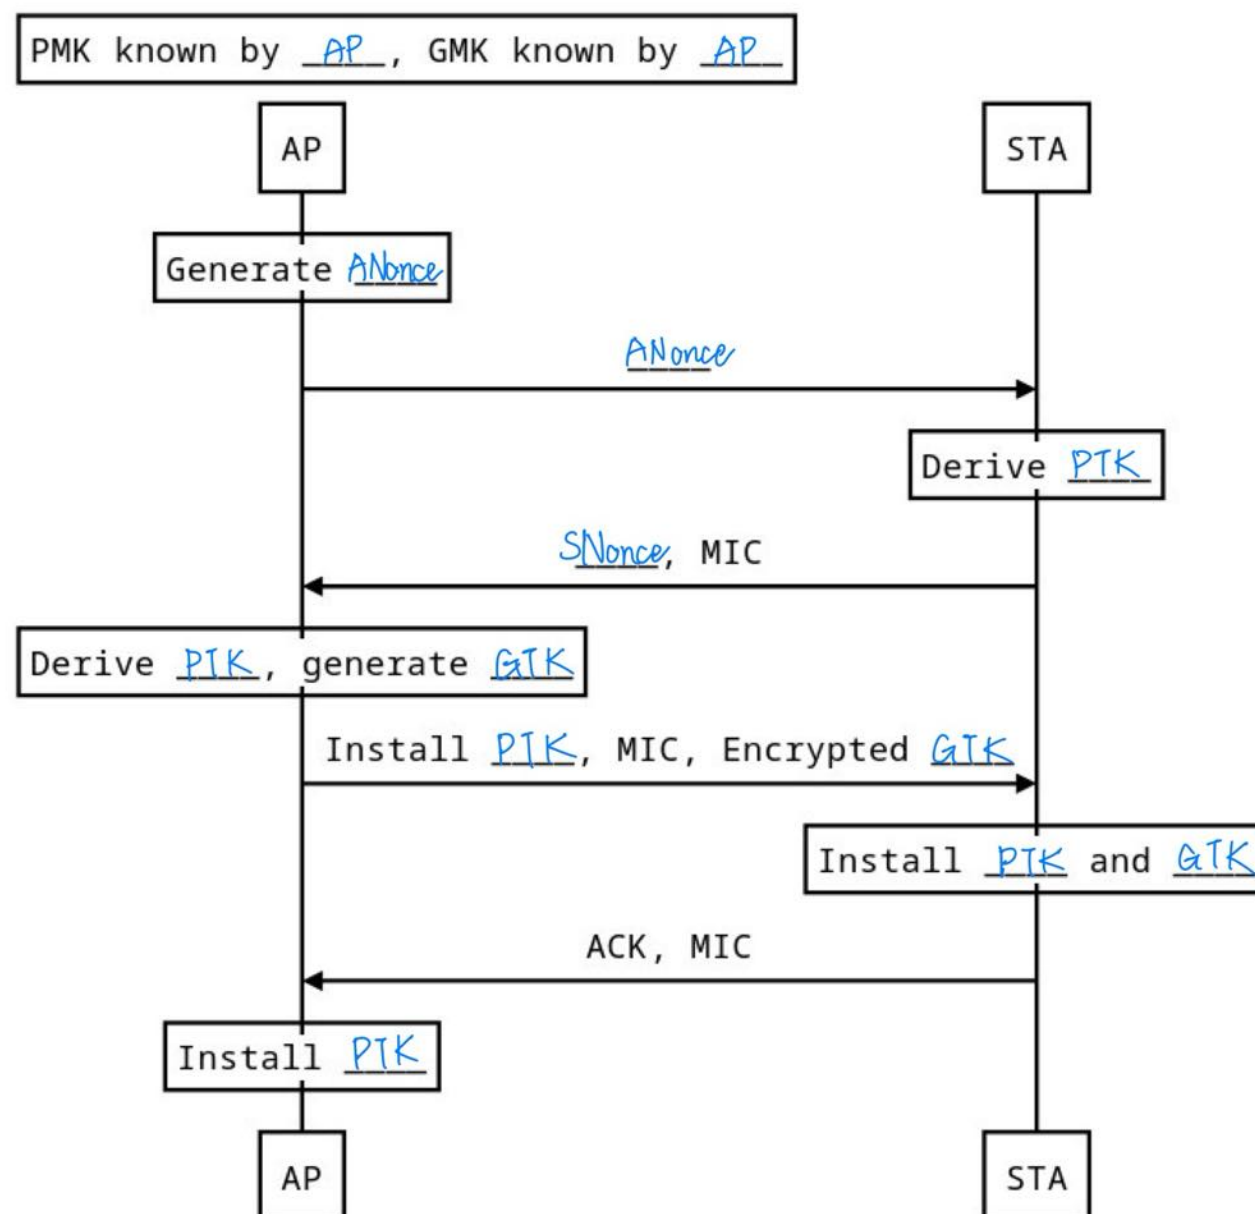 PMK known by AP, GMK known by AP
AP
STA
Generate ANonce
ANonce
Derive PTK
SNonce, MIC
Derive PTK, generate GTK
Install PTK, MIC, Encrypted GTK
Install PTK and GTK
ACK, MIC
Install PTK
AP
STA